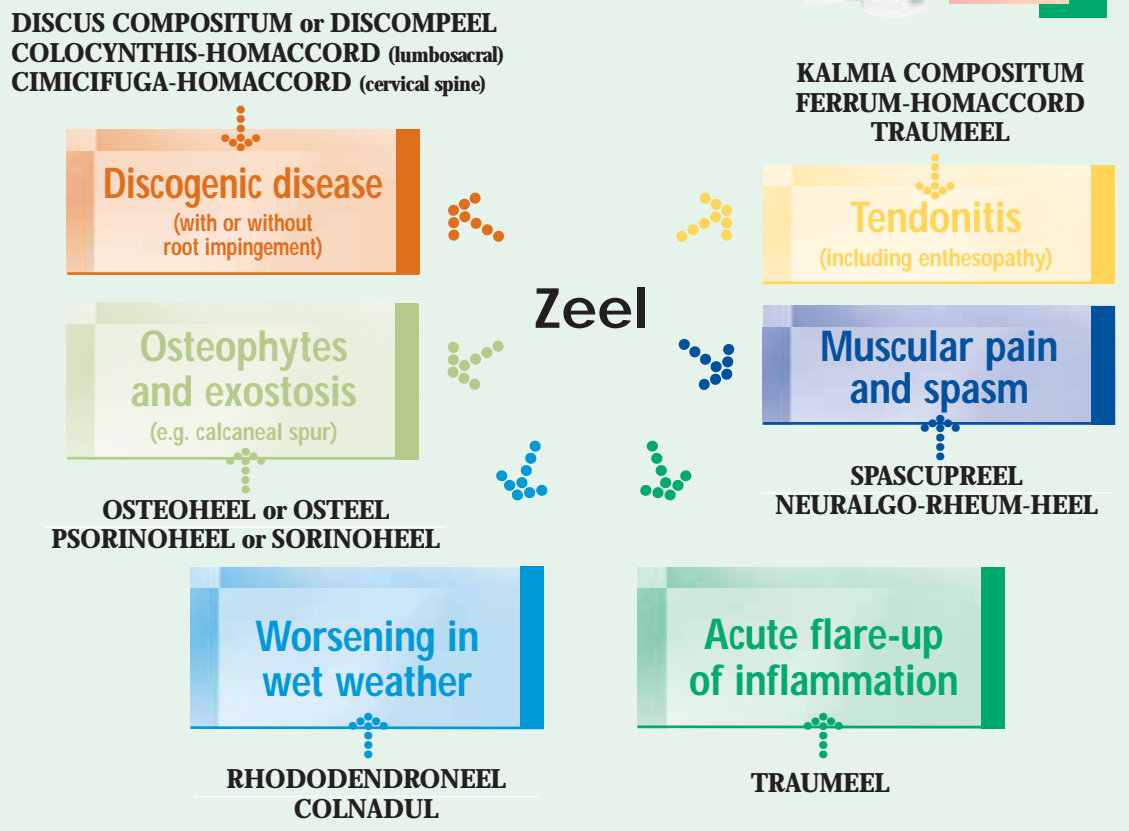 DISCUS COMPOSITUM or DISCOMPEEL
COLOCYNTHIS-HOMACCORD (lumbosacral)
CIMICIFUGA-HOMACCORD (cervical spine)
Discogenic disease
(with or without
root impingement)
KALMIA COMPOSITUM
FERRUM-HOMACCORD
TRAUMEEL
Tendonitis
(including enthesopathy)
Zeel
Osteophytes
and exostosis
(e.g. calcaneal spur)
OSTEOHEEL or OSTEEL
PSORINOHEEL or SORINOHEEL
Muscular pain
and spasm
SPASCUPREEL
NEURALGO-RHEUM-HEEL
Worsening in
wet weather
RHODODENDRONEEL
COLNADUL
Acute flare-up
of inflammation
TRAUMEEL